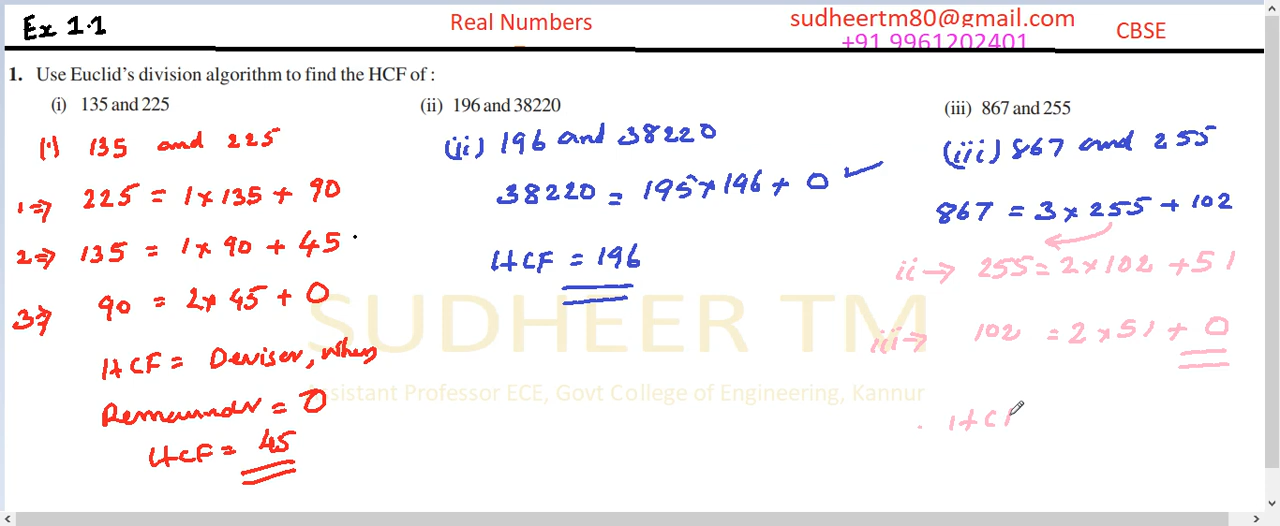 Ex 1.1
Real Numbers
sudheertm80@gmail.com
+91 9961202401
CBSE
1. Use Euclid's division algorithm to find the HCF of :
(i) 135 and 225
(ii) 196 and 38220
(iii) 867 and 255
(i) 135 and 225
1⇒ 225 = 1 × 135 + 90
2⇒ 135 = 1 × 90 + 45
3⇒ 90 = 2 × 45 + 0
HCF = Deviser, when
Remainder = 0
HCF = 45
(ii) 196 and 38220
38220 = 195 × 196 + 0 ✓
HCF = 196
(iii) 867 and 255
867 = 3 × 255 + 102
ii → 255 = 2 × 102 + 51
iii → 102 = 2 × 51 + 0
. HCF
SUDHEER TM
Assistant Professor ECE, Govt College of Engineering, Kannur